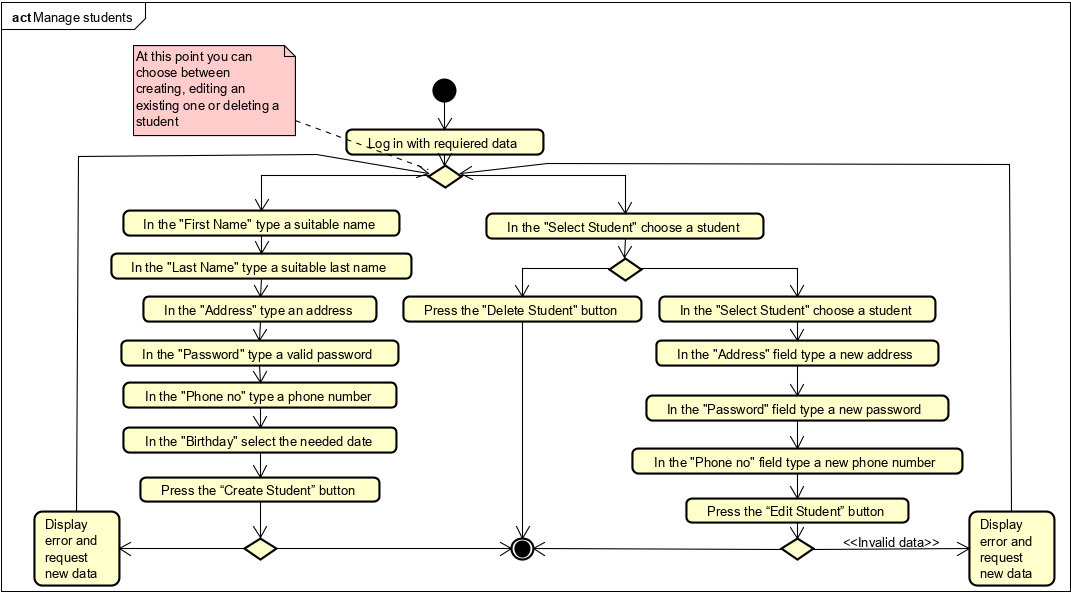 act Manage students
At this point you can
choose between
creating, editing an
existing one or deleting a
student
Log in with requiered data
In the "First Name" type a suitable name
In the "Last Name" type a suitable last name
In the "Address" type an address
In the "Password" type a valid password
In the "Phone no" type a phone number
In the "Birthday" select the needed date
Press the “Create Student” button
Display
error and
request
new data
In the "Select Student" choose a student
Press the "Delete Student" button
In the "Select Student" choose a student
In the "Address" field type a new address
In the "Password" field type a new password
In the "Phone no" field type a new phone number
Press the “Edit Student” button
<<Invalid data>>
Display
error and
request
new data